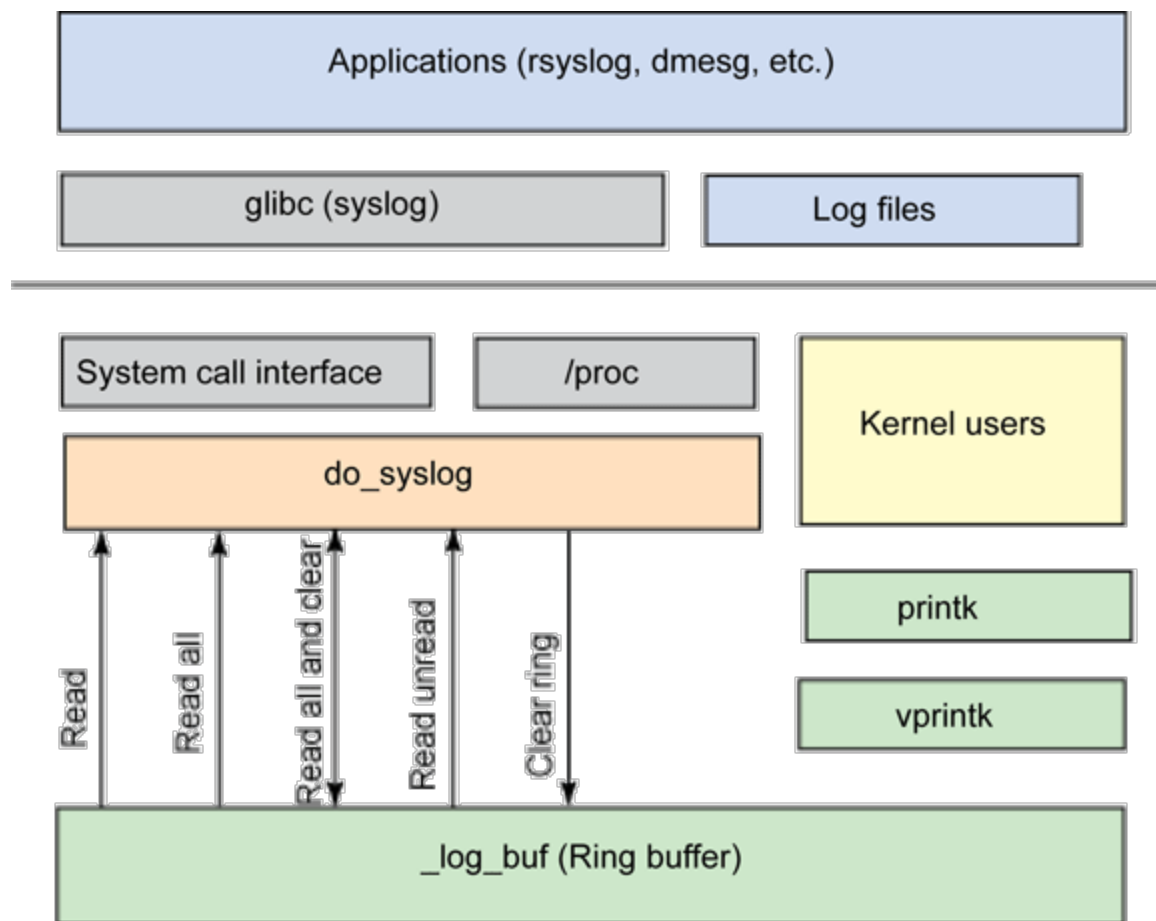 Applications (rsyslog, dmesg, etc.)
glibc (syslog)
Log files
System call interface
/proc
Kernel users
do_syslog
Read
Read all
Read all and clear
Read unread
Clear ring
printk
vprintk
_log_buf (Ring buffer)